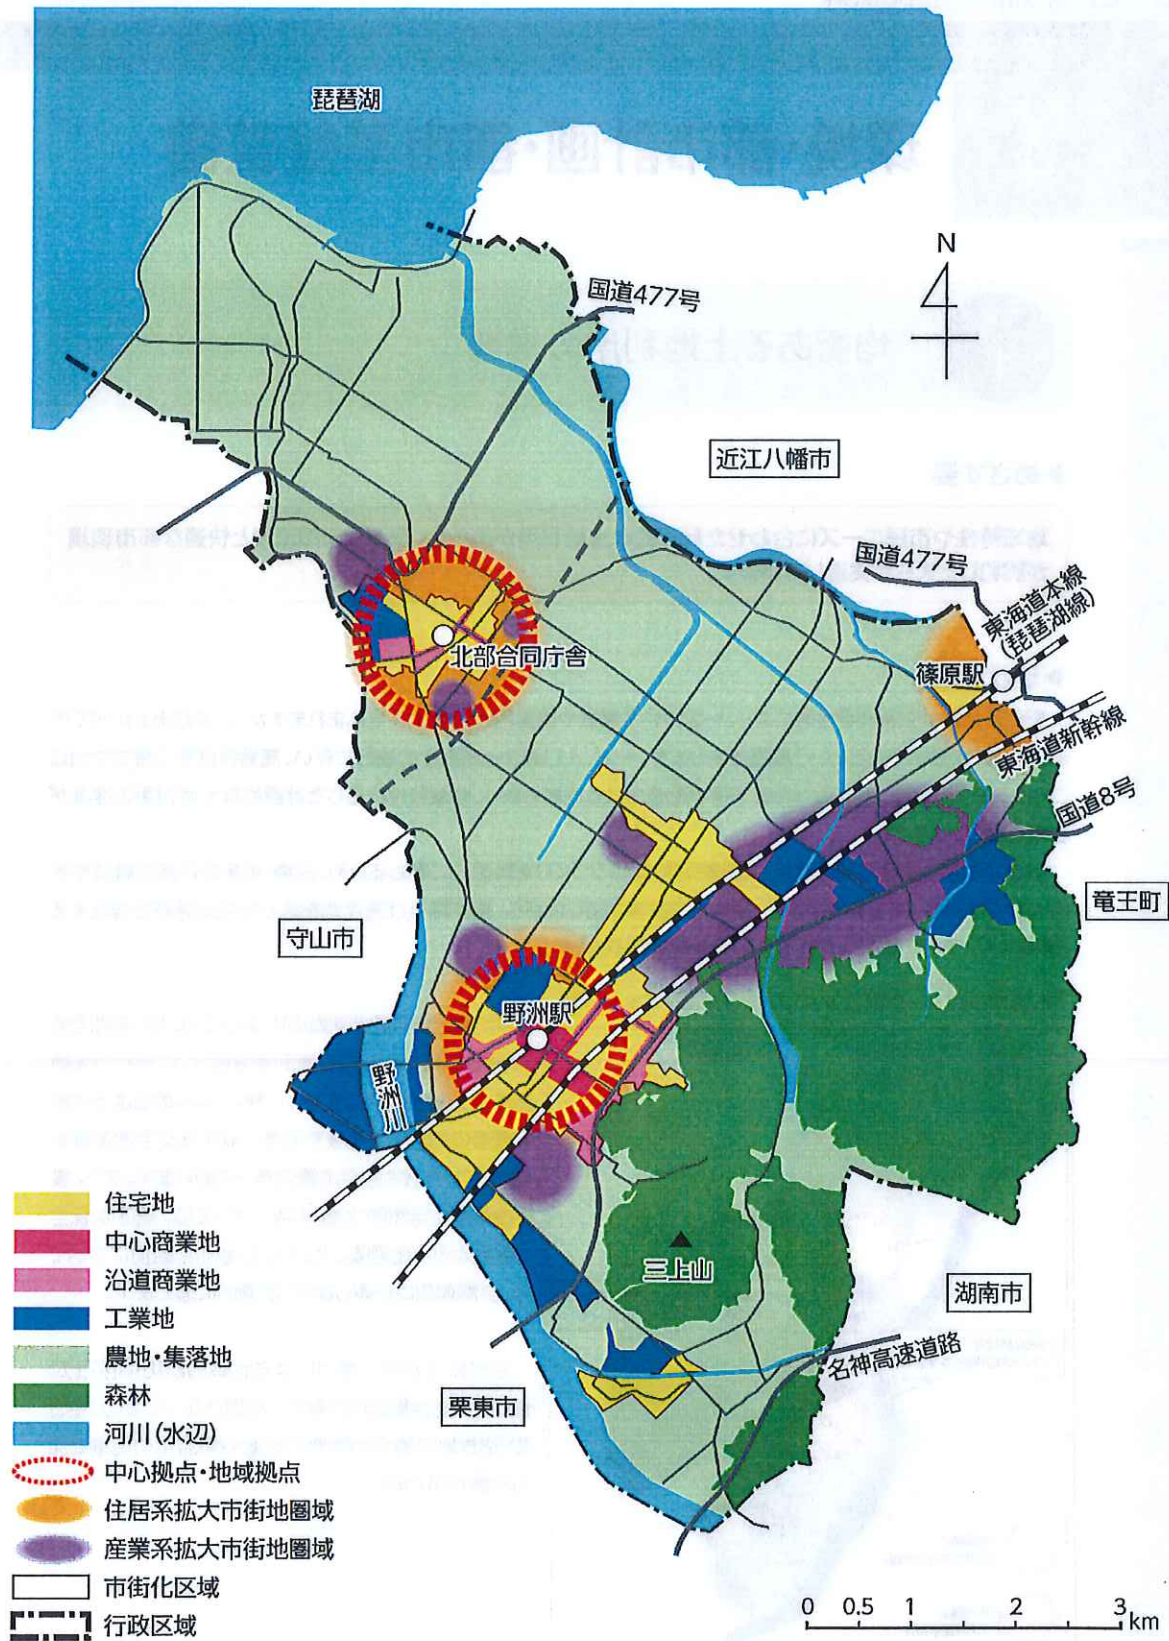 琵琶湖
N
国道477号
近江八幡市
国道477号
東海道本線
(琵琶湖線)
篠原駅
北部合同庁舎
東海道新幹線
国道8号
竜王町
守山市
野洲駅
野洲川
三上山
湖南市
名神高速道路
栗東市
住宅地
中心商業地
沿道商業地
工業地
農地・集落地
森林
河川(水辺)
中心拠点・地域拠点
住居系拡大市街地圏域
産業系拡大市街地圏域
市街化区域
行政区域
0 0.5 1 2 3 km